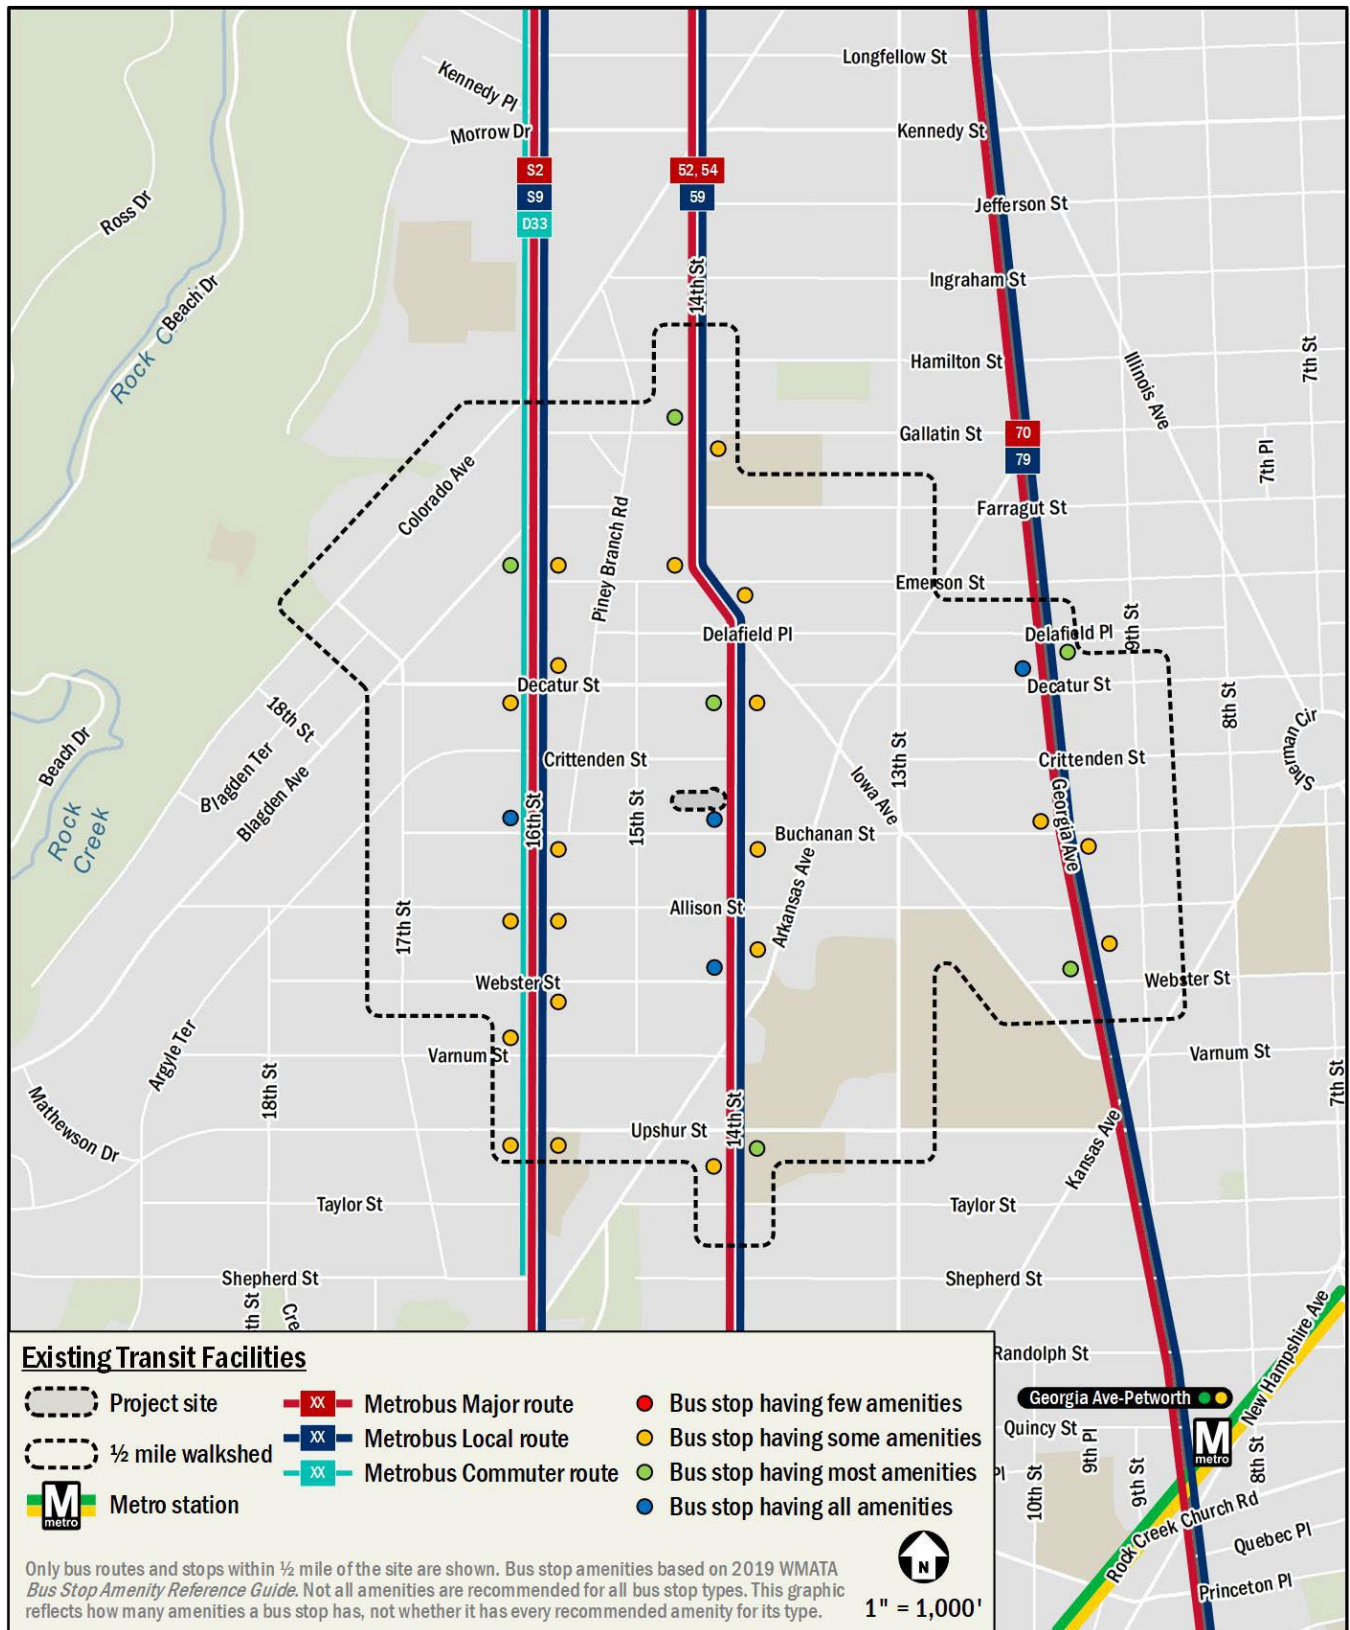 Longfellow St
Kennedy Pl
Morrow Dr
Kennedy St
S2
S9
D33
52, 54
59
Ross Dr
Jefferson St
14th St
Ingraham St
Beach Dr
Rock C
Hamilton St
Illinois Ave
7th St
Gallatin St
70
79
7th Pl
Colorado Ave
Farragut St
Piney Branch Rd
Emerson St
Delafield Pl
Delafield Pl
9th St
Decatur St
Decatur St
18th St
8th St
Beach Dr
Rock
Creek
Blagden Ter
Blagden Ave
Crittenden St
Crittenden St
13th St
Sherman Cir
Iowa Ave
16th St
15th St
Georgia Ave
Buchanan St
Arkansas Ave
17th St
Allison St
Webster St
Webster St
Argyle Ter
Varnum St
Varnum St
18th St
7th St
Mathewson Dr
14th St
Upshur St
Kansas Ave
Taylor St
Taylor St
Shepherd St
Shepherd St
th St
Cre
New Hampshire Ave
Randolph St
Georgia Ave-Petworth
Quincy St
M
metro
9th Pl
8th St
Pl
10th St
9th St
Rock Creek Church Rd
Quebec Pl
Princeton Pl
Existing Transit Facilities
Project site
½ mile walkshed
M
metro
Metro station
XX Metrobus Major route
XX Metrobus Local route
XX Metrobus Commuter route
Bus stop having few amenities
Bus stop having some amenities
Bus stop having most amenities
Bus stop having all amenities
Only bus routes and stops within ½ mile of the site are shown. Bus stop amenities based on 2019 WMATA
Bus Stop Amenity Reference Guide. Not all amenities are recommended for all bus stop types. This graphic
reflects how many amenities a bus stop has, not whether it has every recommended amenity for its type.
N
1" = 1,000'